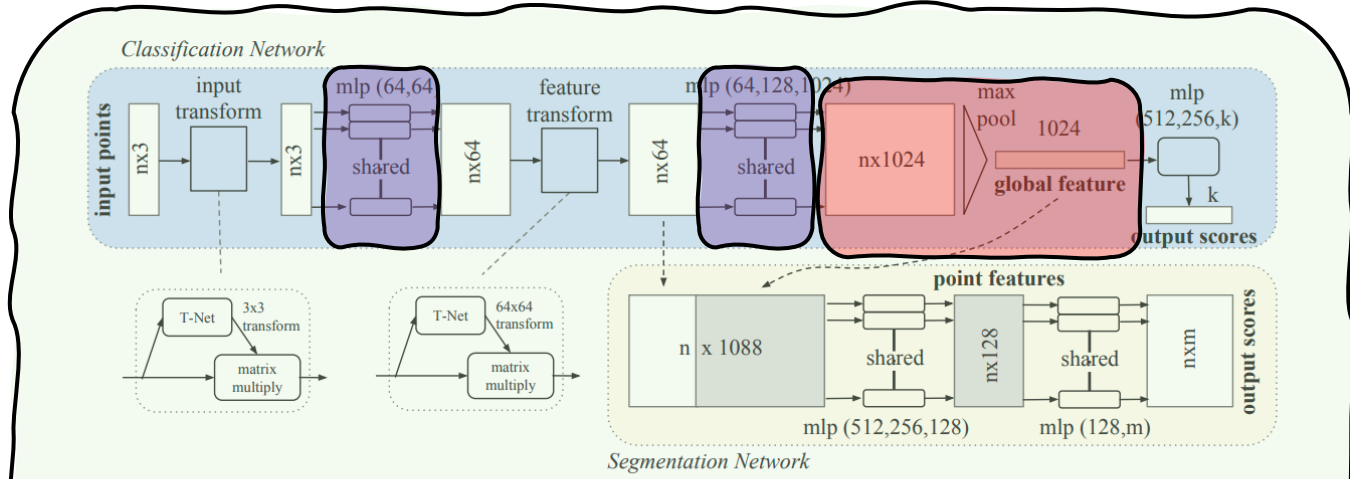 Classification Network
input points
nx3
input
transform
nx3
mlp (64,64)
shared
nx64
feature
transform
nx64
mlp (64,128,1024)
shared
nx1024
max
pool
1024
global feature
mlp
(512,256,k)
k
output scores
T-Net
3x3
transform
matrix
multiply
T-Net
64x64
transform
matrix
multiply
point features
n x 1088
shared
mlp (512,256,128)
nx128
shared
mlp (128,m)
nxm
output scores
Segmentation Network